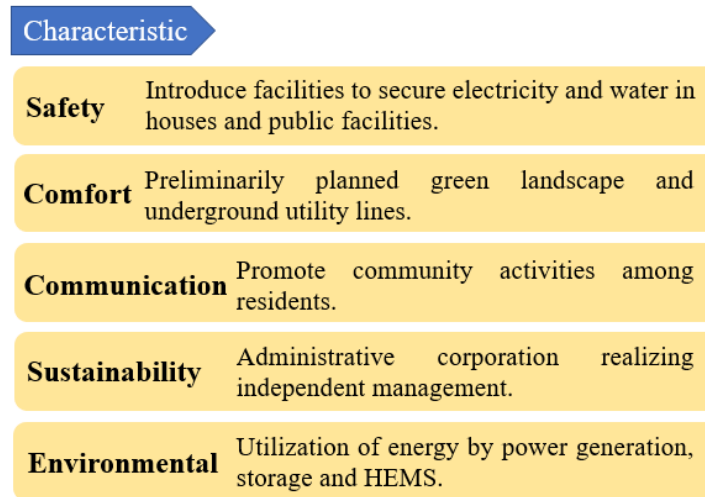 Characteristic
Safety
Introduce facilities to secure electricity and water in
houses and public facilities.
Comfort
Preliminarily planned green landscape and
underground utility lines.
Communication
Promote community activities among
residents.
Sustainability
Administrative corporation realizing
independent management.
Environmental
Utilization of energy by power generation,
storage and HEMS.